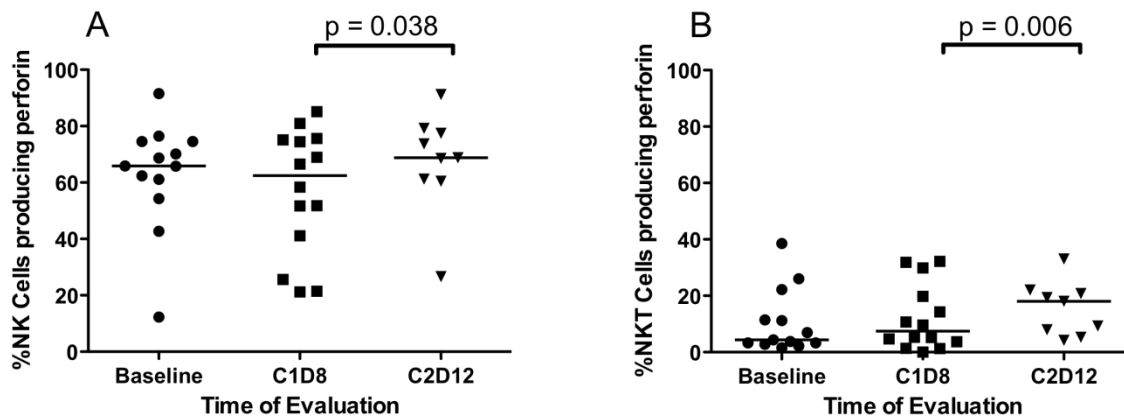 A
p = 0.038
%NK Cells producing perforin
100
80
60
40
20
0
Baseline
C1D8
C2D12
Time of Evaluation
B
p = 0.006
%NKT Cells producing perforin
100
80
60
40
20
0
Baseline
C1D8
C2D12
Time of Evaluation